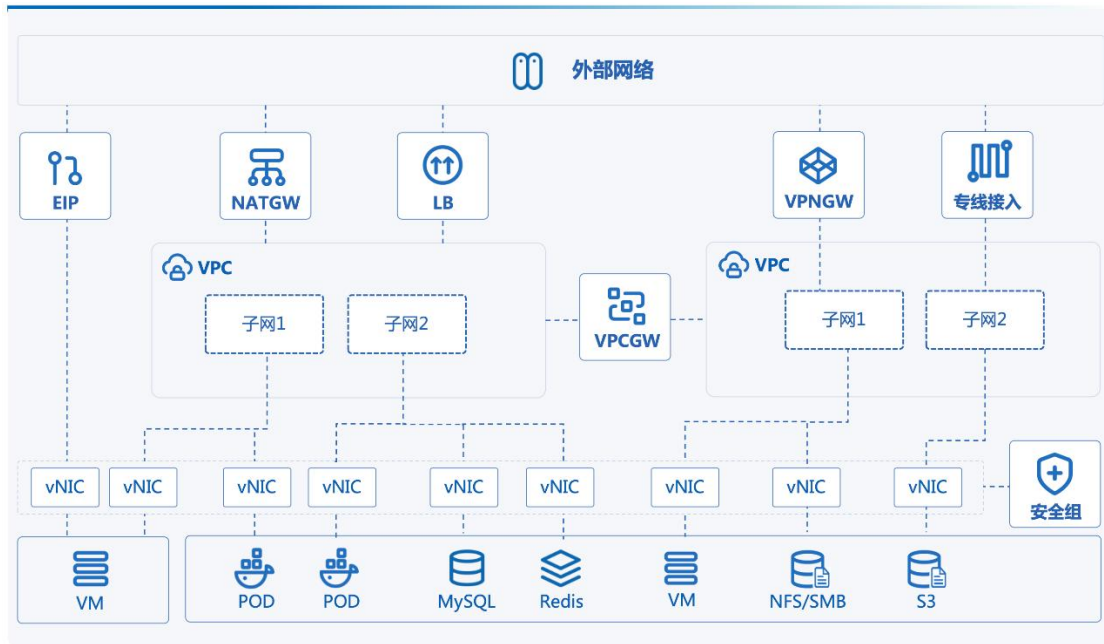 外部网络
EIP
NATGW
LB
VPNGW
专线接入
VPC
子网1
子网2
VPCGW
VPC
子网1
子网2
vNIC
vNIC
vNIC
vNIC
vNIC
vNIC
vNIC
vNIC
vNIC
安全组
VM
POD
POD
MySQL
Redis
VM
NFS/SMB
S3